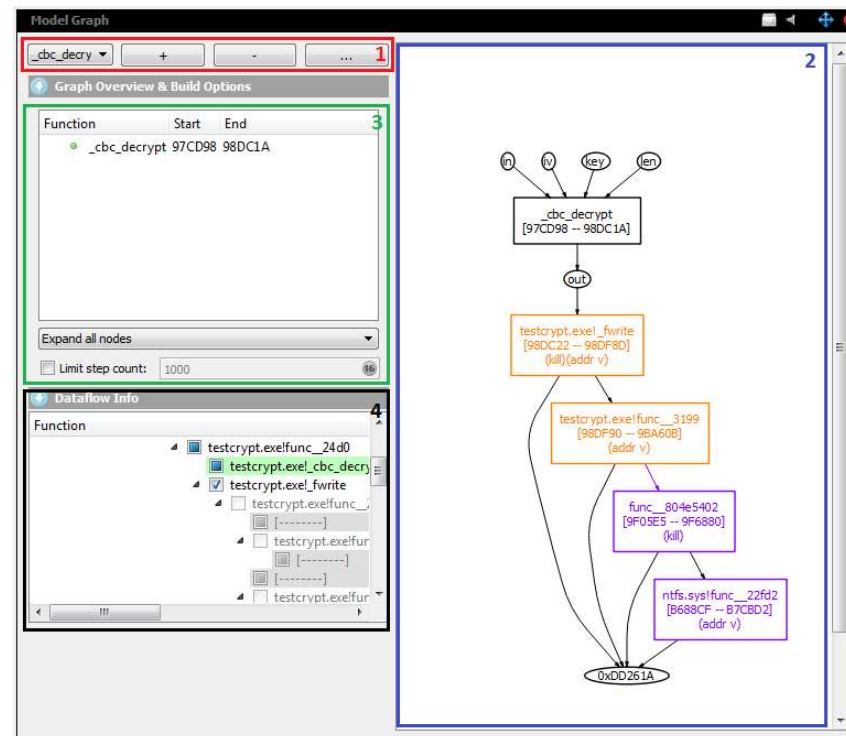 Model Graph
_cbc_decry + - ... 1
Graph Overview & Build Options
3
Function Start End
_cbc_decrypt 97CD98 98DC1A
Expand all nodes
Limit step count: 1000 16
Dataflow Info
4
Function
testcrypt.exe!func__24d0
testcrypt.exe!_cbc_decry
testcrypt.exe!_fwrite
testcrypt.exe!func__
[--------]
testcrypt.exe!fur
[--------]
[--------]
testcrypt.exe!fur
2
in iv key len
_cbc_decrypt
[97CD98 -- 98DC1A]
out
testcrypt.exe!_fwrite
[98DC22 -- 98DF8D]
(kill)(addr v)
testcrypt.exe!func__3199
[98DF90 -- 9BA60B]
(addr v)
func__804e5402
[9F05E5 -- 9F6880]
(kill)
ntfs.sys!func__22fd2
[B688CF -- B7CBD2]
(addr v)
0xDD261A